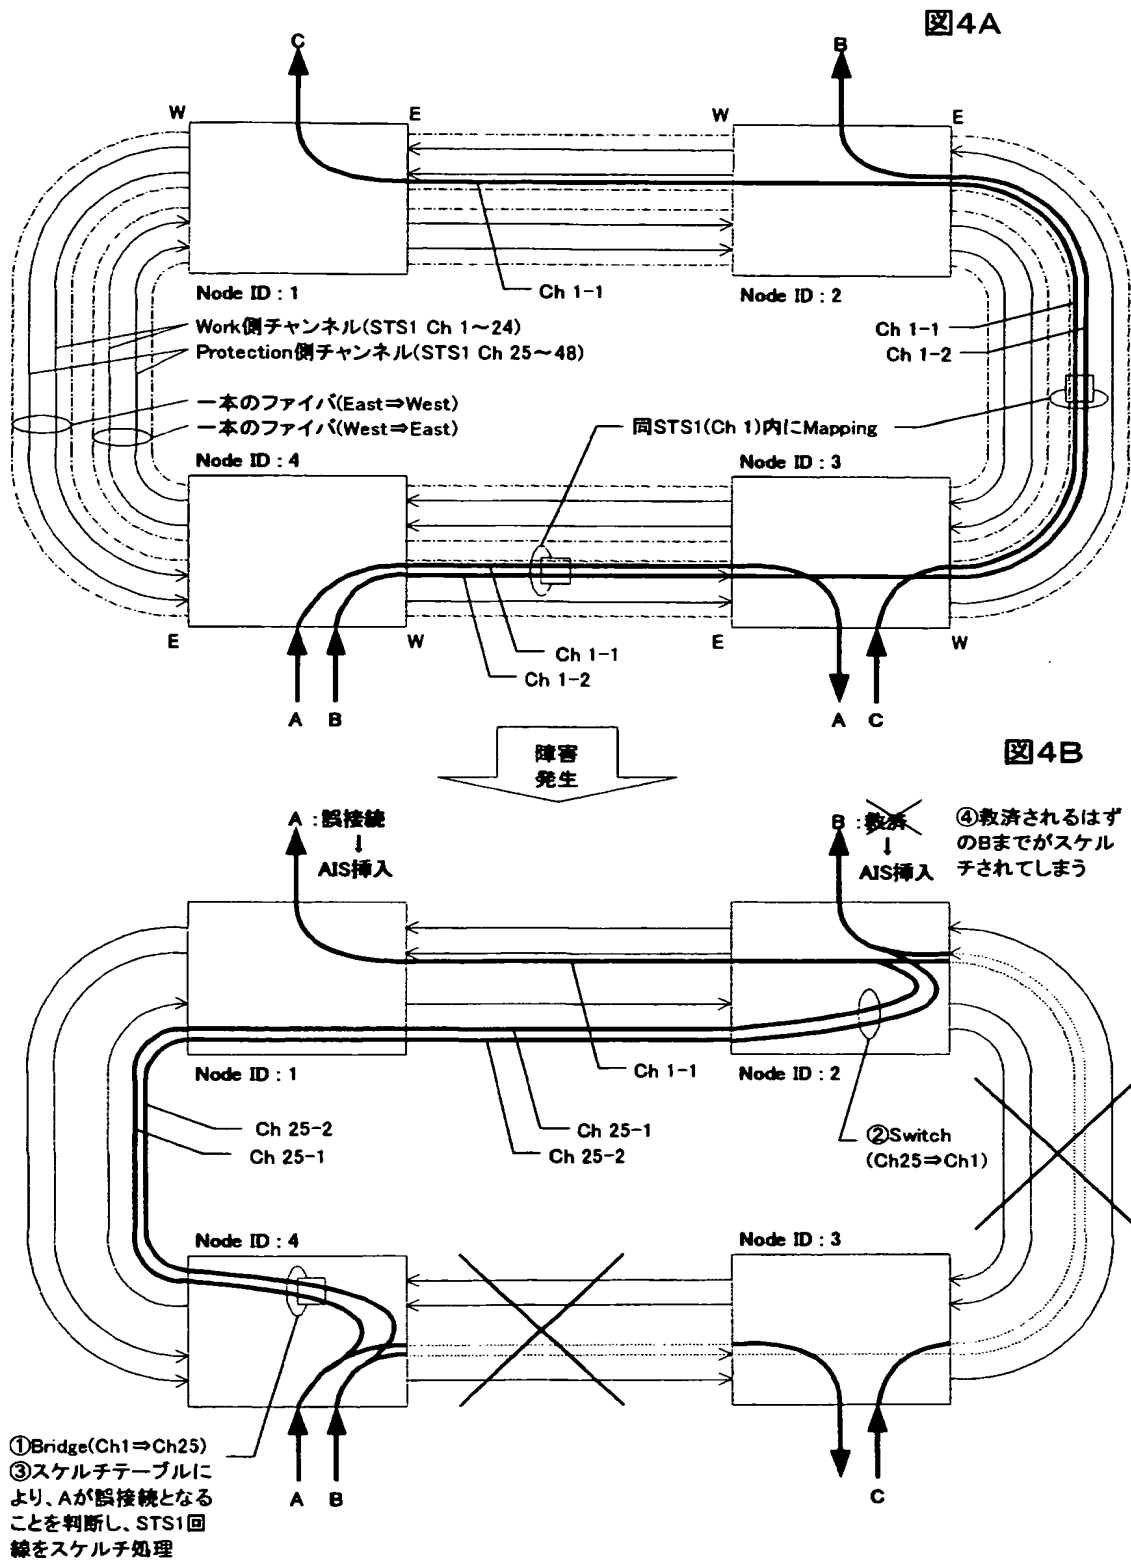 図4A
C
B
W
E
W
E
Node ID : 1
Ch 1-1
Node ID : 2
Work側チャンネル(STS1 Ch 1～24)
Protection側チャンネル(STS1 Ch 25～48)
Ch 1-1
Ch 1-2
一本のファイバ(East⇒West)
一本のファイバ(West⇒East)
同STS1(Ch 1)内にMapping
Node ID : 4
Node ID : 3
E
W
E
W
Ch 1-1
Ch 1-2
A
B
A
C
障害
発生
図4B
A : 誤接続
↓
AIS挿入
B : 救済
↓
AIS挿入
④救済されるはず
のBまでがスケル
チされてしまう
Node ID : 1
Ch 1-1
Node ID : 2
Ch 25-2
Ch 25-1
Ch 25-1
Ch 25-2
②Switch
(Ch25⇒Ch1)
Node ID : 4
Node ID : 3
①Bridge(Ch1⇒Ch25)
③スケルチテーブルに
より、Aが誤接続となる
ことを判断し、STS1回
線をスケルチ処理
A
B
C